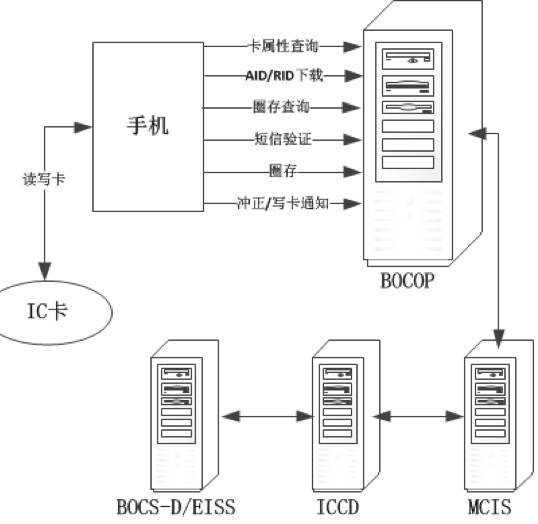 卡属性查询
AID/RID下载
圈存查询
短信验证
圈存
冲正/写卡通知
手机
读写卡
IC卡
BOCOP
BOCS-D/EISS
ICCD
MCIS